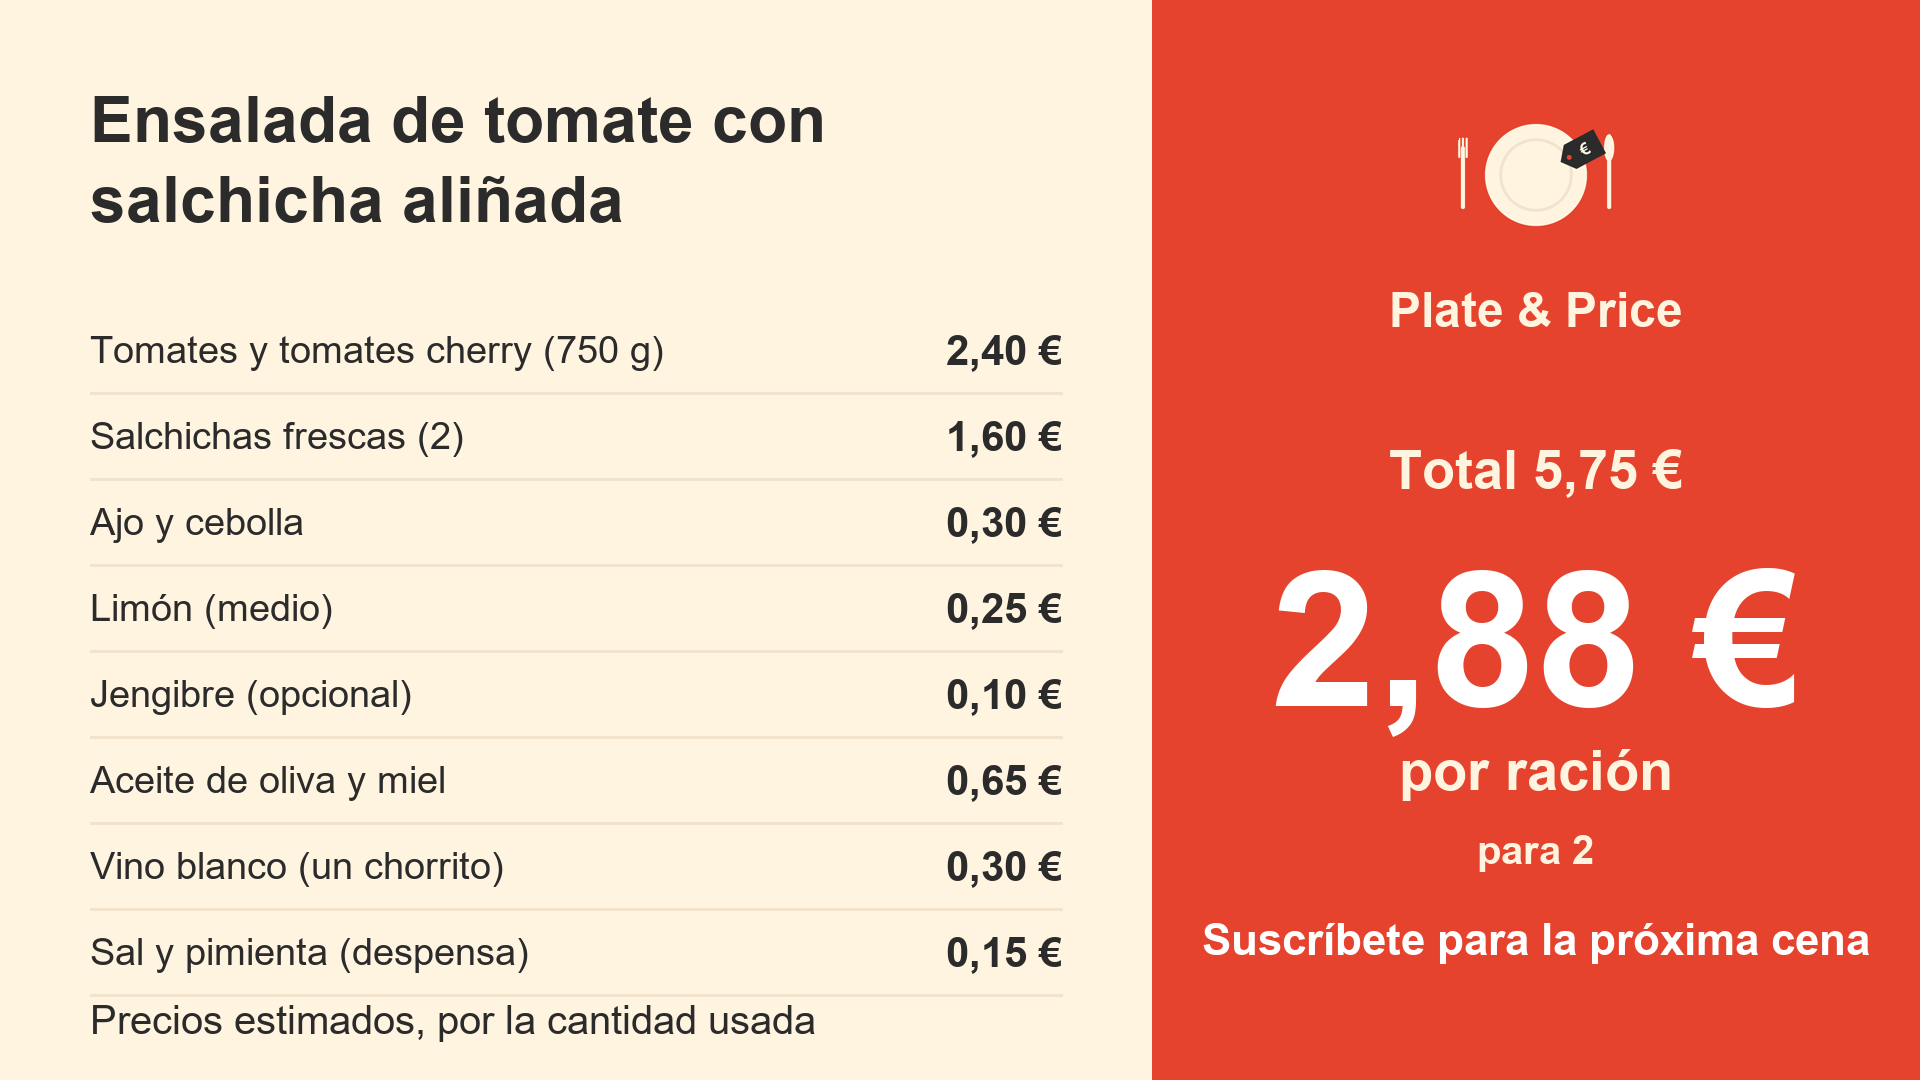 Ensalada de tomate con
salchicha aliñada
Tomates y tomates cherry (750 g) 2,40 €
Salchichas frescas (2) 1,60 €
Ajo y cebolla 0,30 €
Limón (medio) 0,25 €
Jengibre (opcional) 0,10 €
Aceite de oliva y miel 0,65 €
Vino blanco (un chorrito) 0,30 €
Sal y pimienta (despensa) 0,15 €
Precios estimados, por la cantidad usada
€
Plate & Price
Total 5,75 €
2,88 €
por ración
para 2
Suscríbete para la próxima cena